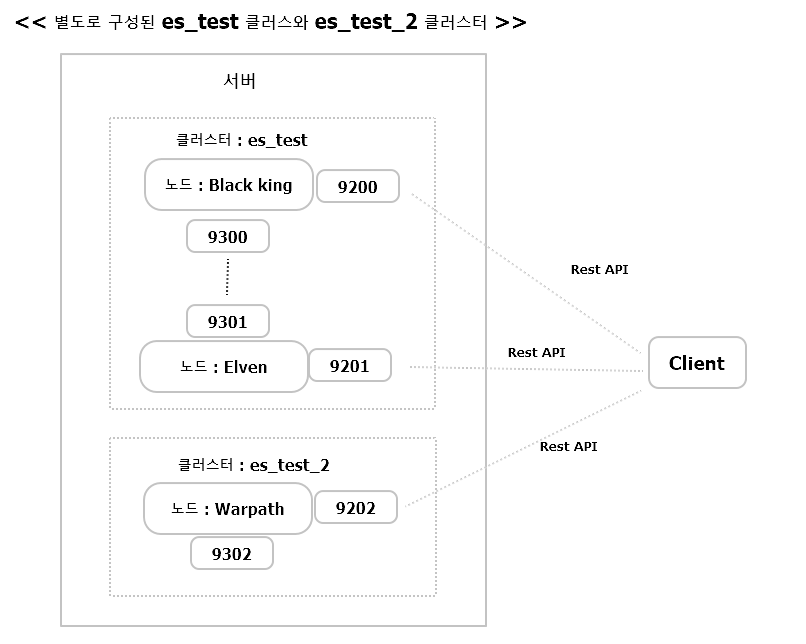 << 별도로 구성된 es_test 클러스와 es_test_2 클러스터 >>
서버
클러스터 : es_test
노드 : Black king
9200
9300
Rest API
9301
노드 : Elven
9201
Rest API
Client
Rest API
클러스터 : es_test_2
노드 : Warpath
9202
9302